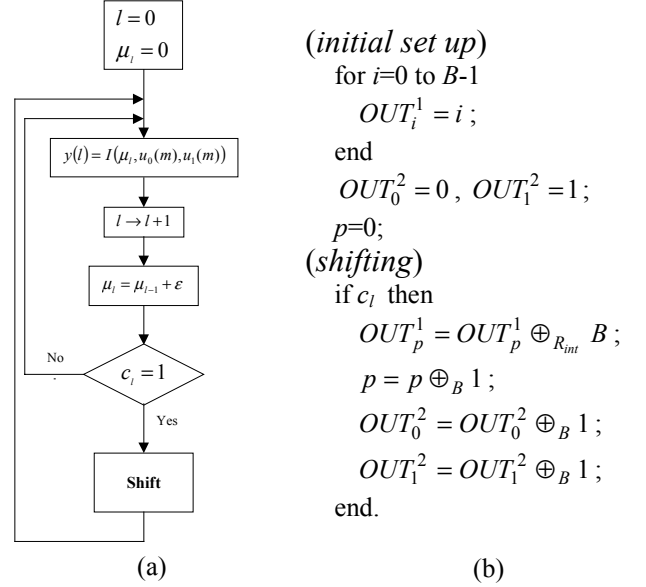 l = 0
μ_l = 0
y(l) = I(μ_l, u_0(m), u_1(m))
l → l + 1
μ_l = μ_{l−1} + ε
No
.
c_l = 1
Yes
Shift
(a)
(initial set up)
for i=0 to B-1
OUT_i^1 = i ;
end
OUT_0^2 = 0 , OUT_1^2 = 1 ;
p=0;
(shifting)
if c_l then
OUT_p^1 = OUT_p^1 ⊕_{R_int} B ;
p = p ⊕_B 1 ;
OUT_0^2 = OUT_0^2 ⊕_B 1 ;
OUT_1^2 = OUT_1^2 ⊕_B 1 ;
end.
(b)